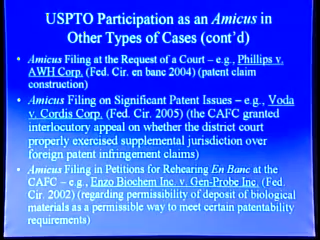 USPTO Participation as an Amicus in
Other Types of Cases (cont'd)
• Amicus Filing at the Request of a Court – e.g., Phillips v.
AWH Corp. (Fed. Cir. en banc 2004) (patent claim
construction)
• Amicus Filing on Significant Patent Issues – e.g., Voda
v. Cordis Corp. (Fed. Cir. 2005) (the CAFC granted
interlocutory appeal on whether the district court
properly exercised supplemental jurisdiction over
foreign patent infringement claims)
• Amicus Filing in Petitions for Rehearing En Banc at the
CAFC – e.g., Enzo Biochem Inc. v. Gen-Probe Inc. (Fed.
Cir. 2002) (regarding permissibility of deposit of biological
materials as a permissible way to meet certain patentability
requirements)